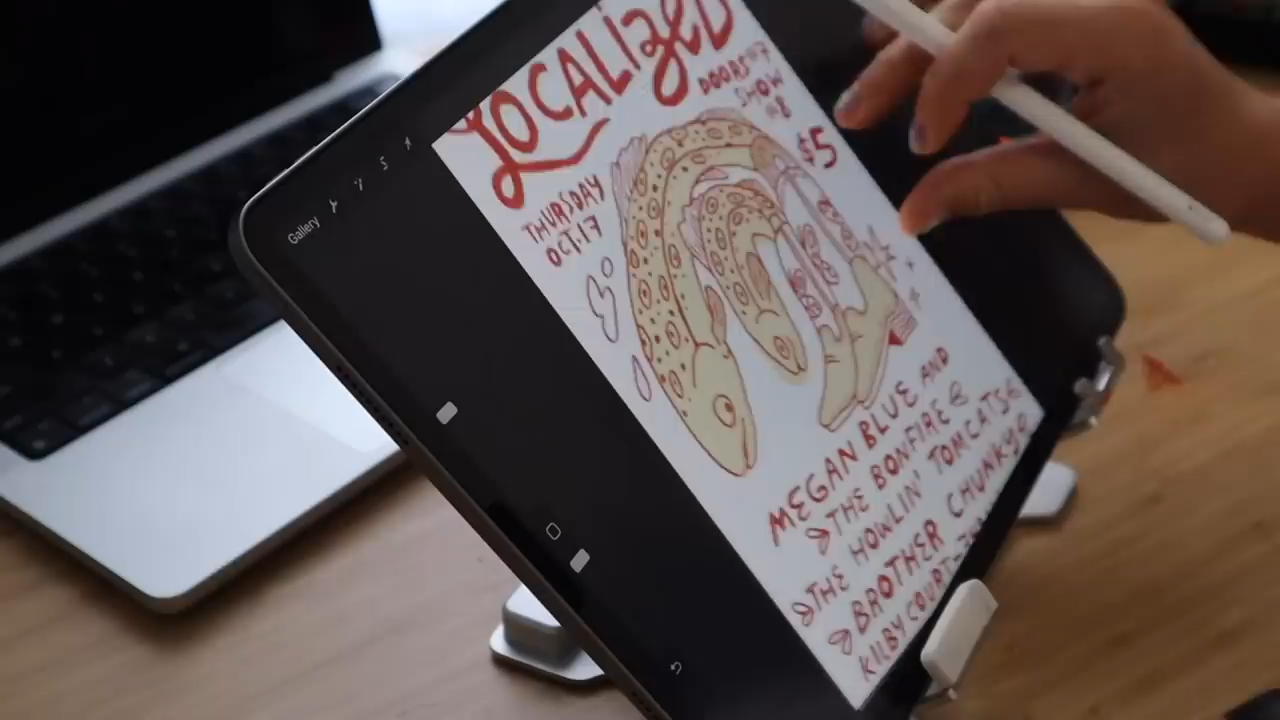 Gallery
LOCALIZED
DOORS @ 7
SHOW @ 8
$5
THURSDAY
OCT. 17
MEGAN BLUE AND
THE BONFIRE
THE HOWLIN' TOMCATS
BROTHER CHUNKY
KILBY COURT